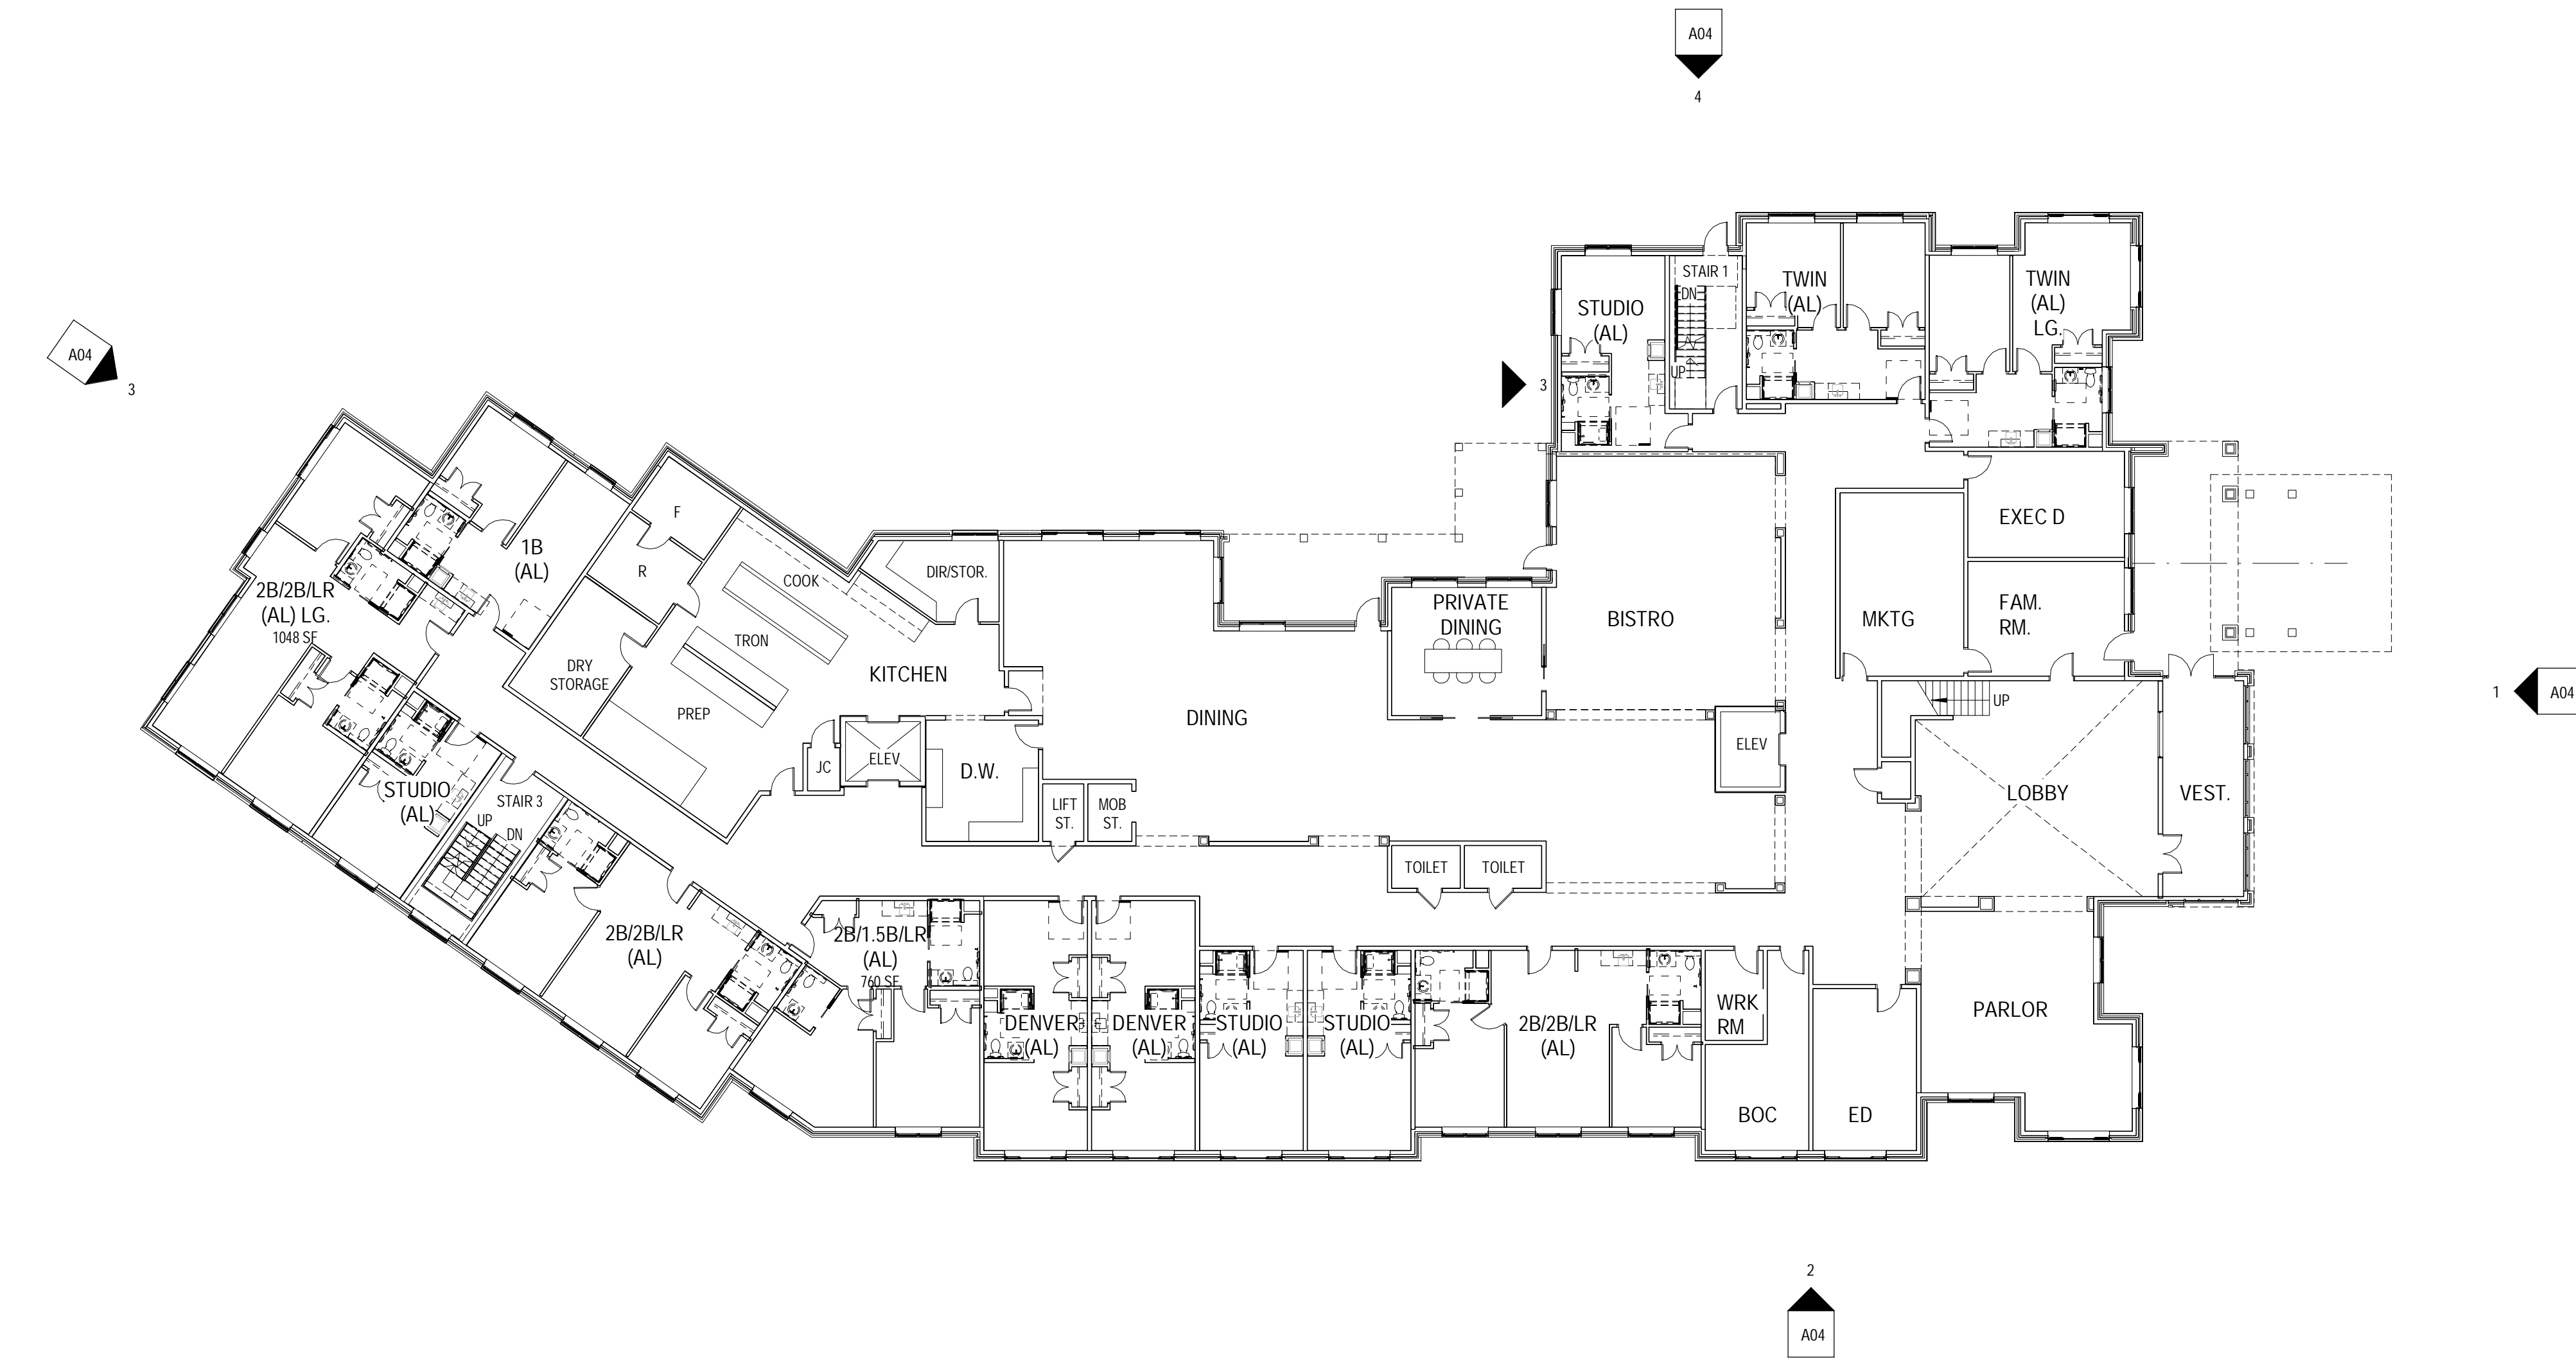 A04
4
STAIR 1
DN
UP
STUDIO
(AL)
TWIN
(AL)
TWIN
(AL)
LG.
A04
3
3
F
R
COOK
TRON
PREP
DRY
STORAGE
KITCHEN
DIR/STOR.
1B
(AL)
2B/2B/LR
(AL) LG.
1048 SF
PRIVATE
DINING
BISTRO
MKTG
EXEC D
FAM.
RM.
DINING
UP
1
A04
ELEV
LOBBY
VEST.
JC
ELEV
D.W.
LIFT
ST.
MOB
ST.
STUDIO
(AL)
STAIR 3
UP
DN
TOILET
TOILET
2B/2B/LR
(AL)
2B/1.5B/LR
(AL)
760 SF
DENVER
(AL)
DENVER
(AL)
STUDIO
(AL)
STUDIO
(AL)
2B/2B/LR
(AL)
WRK
RM
PARLOR
BOC
ED
2
A04